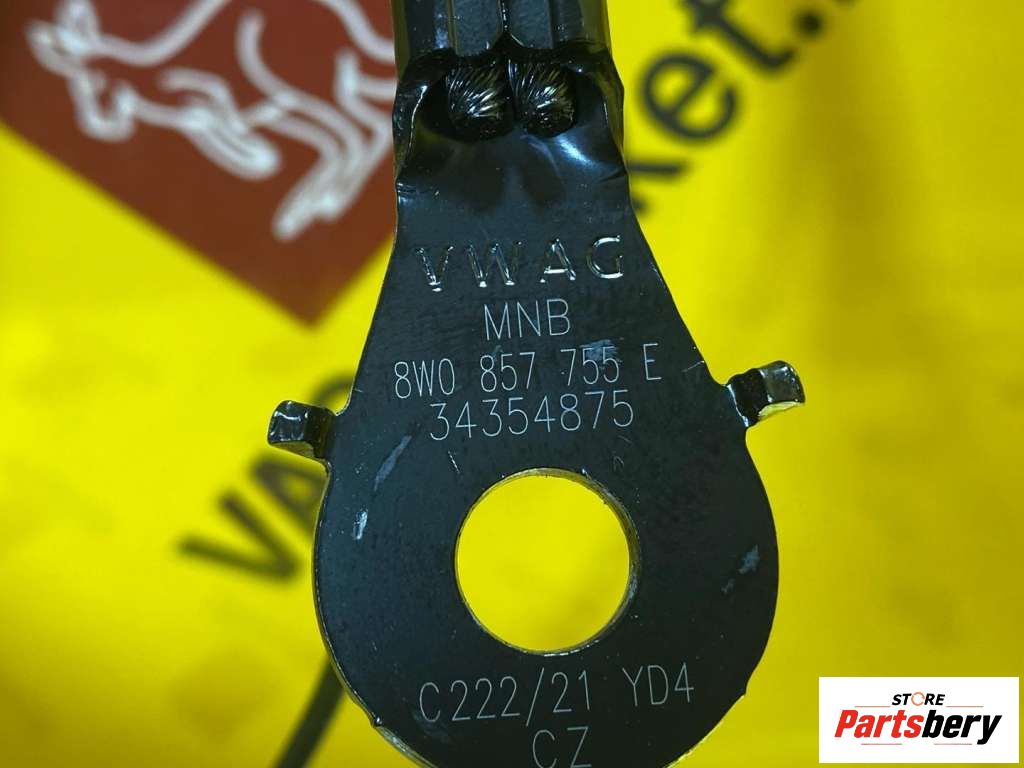 VWAG
MNB
8W0 857 755 E
34354875
C222/21 YD4
CZ
STORE
Partsbery